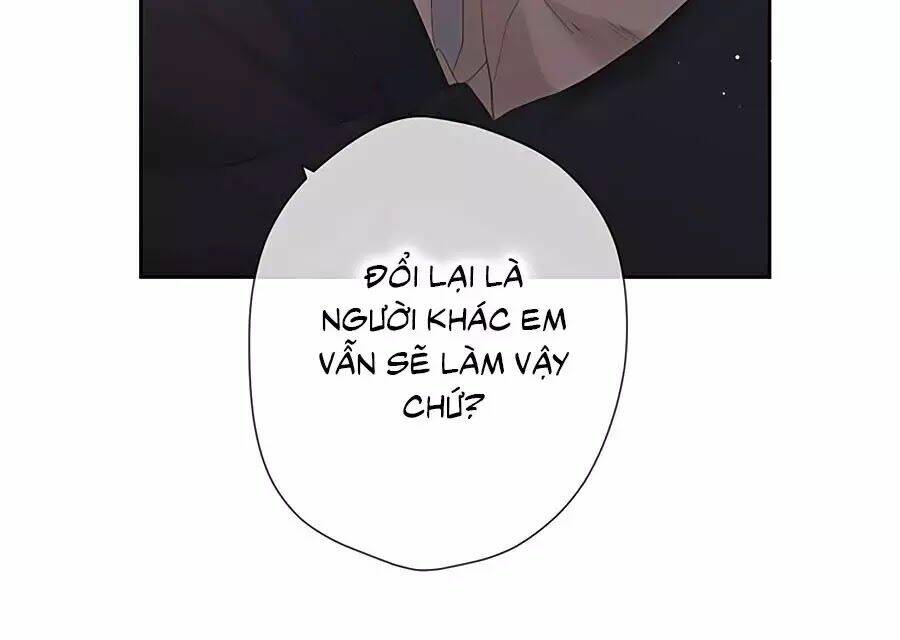 ĐỔI LẠI LÀ
NGƯỜI KHÁC EM
VẪN SẼ LÀM VẬY
CHỨ?